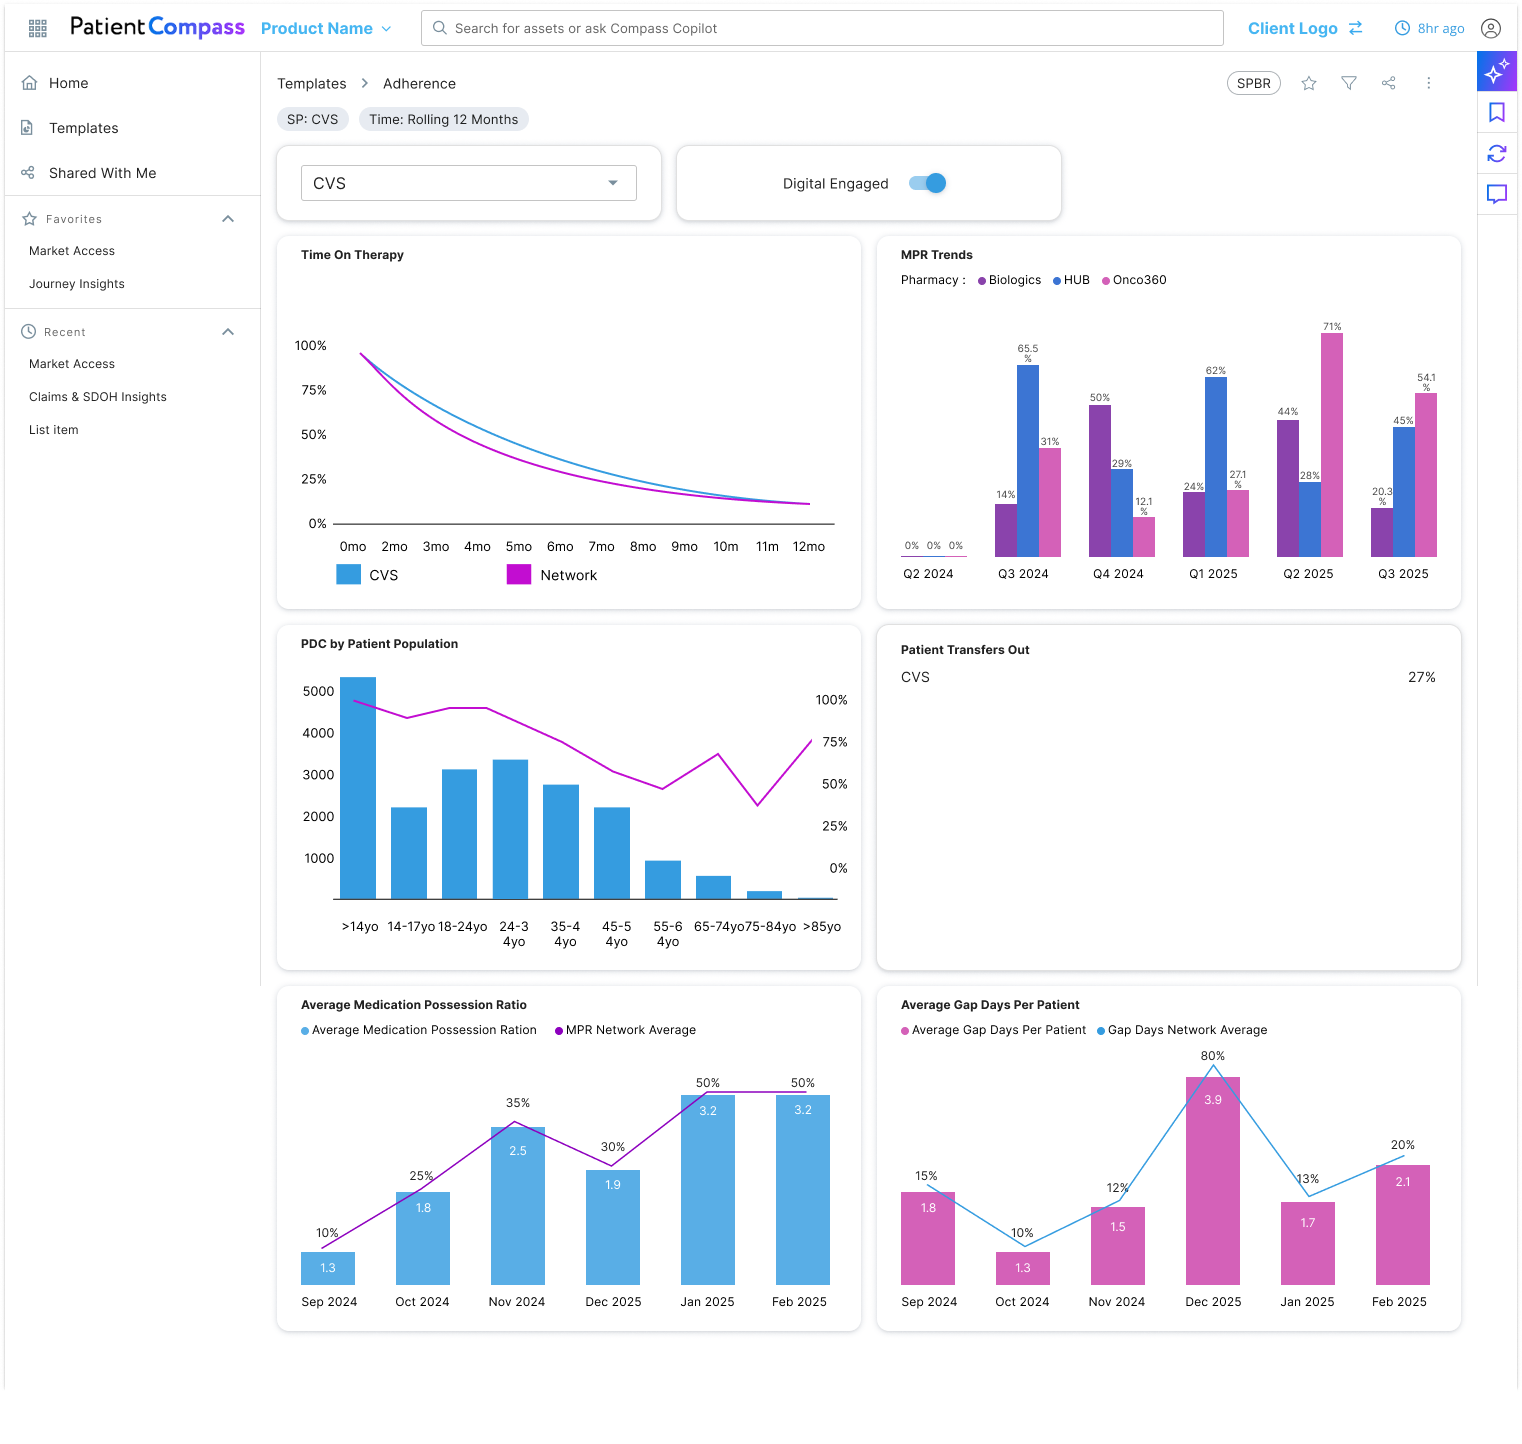 PatientCompass
Product Name
Search for assets or ask Compass Copilot
Client Logo
8hr ago
Home
Templates
Shared With Me
Favorites
Market Access
Journey Insights
Recent
Market Access
Claims & SDOH Insights
List item
Templates > Adherence
SPBR
SP: CVS
Time: Rolling 12 Months
CVS
Digital Engaged
Time On Therapy
100%
75%
50%
25%
0%
0mo 2mo 3mo 4mo 5mo 6mo 7mo 8mo 9mo 10m 11m 12mo
CVS
Network
MPR Trends
Pharmacy : Biologics HUB Onco360
0% 0% 0%
14%
65.5
%
31%
50%
29%
12.1
%
24%
62%
27.1
%
44%
28%
71%
20.3
%
45%
54.1
%
Q2 2024 Q3 2024 Q4 2024 Q1 2025 Q2 2025 Q3 2025
PDC by Patient Population
5000
4000
3000
2000
1000
100%
75%
50%
25%
0%
>14yo 14-17yo 18-24yo 24-3 35-4 45-5 55-6 65-74yo 75-84yo >85yo
4yo 4yo 4yo 4yo
Patient Transfers Out
CVS 27%
Average Medication Possession Ratio
Average Medication Possession Ration MPR Network Average
10%
25%
35%
30%
50%
50%
1.3
1.8
2.5
1.9
3.2
3.2
Sep 2024 Oct 2024 Nov 2024 Dec 2025 Jan 2025 Feb 2025
Average Gap Days Per Patient
Average Gap Days Per Patient Gap Days Network Average
15%
10%
12%
80%
13%
20%
1.8
1.3
1.5
3.9
1.7
2.1
Sep 2024 Oct 2024 Nov 2024 Dec 2025 Jan 2025 Feb 2025